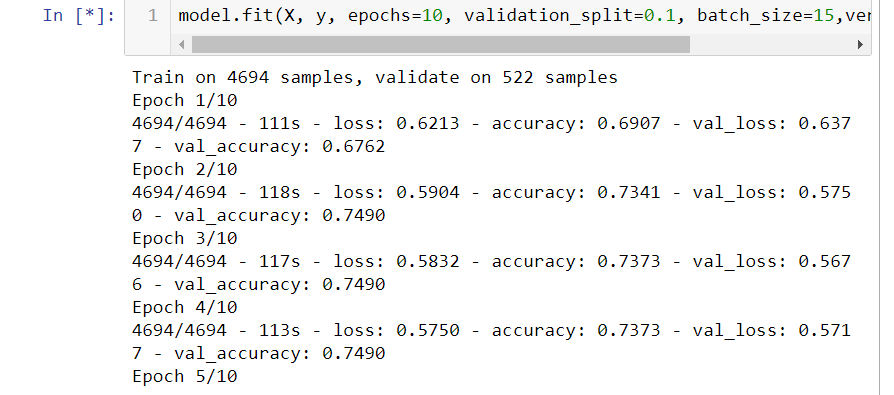 In [*]: 1 model.fit(X, y, epochs=10, validation_split=0.1, batch_size=15,ver
Train on 4694 samples, validate on 522 samples
Epoch 1/10
4694/4694 - 111s - loss: 0.6213 - accuracy: 0.6907 - val_loss: 0.637
7 - val_accuracy: 0.6762
Epoch 2/10
4694/4694 - 118s - loss: 0.5904 - accuracy: 0.7341 - val_loss: 0.575
0 - val_accuracy: 0.7490
Epoch 3/10
4694/4694 - 117s - loss: 0.5832 - accuracy: 0.7373 - val_loss: 0.567
6 - val_accuracy: 0.7490
Epoch 4/10
4694/4694 - 113s - loss: 0.5750 - accuracy: 0.7373 - val_loss: 0.571
7 - val_accuracy: 0.7490
Epoch 5/10